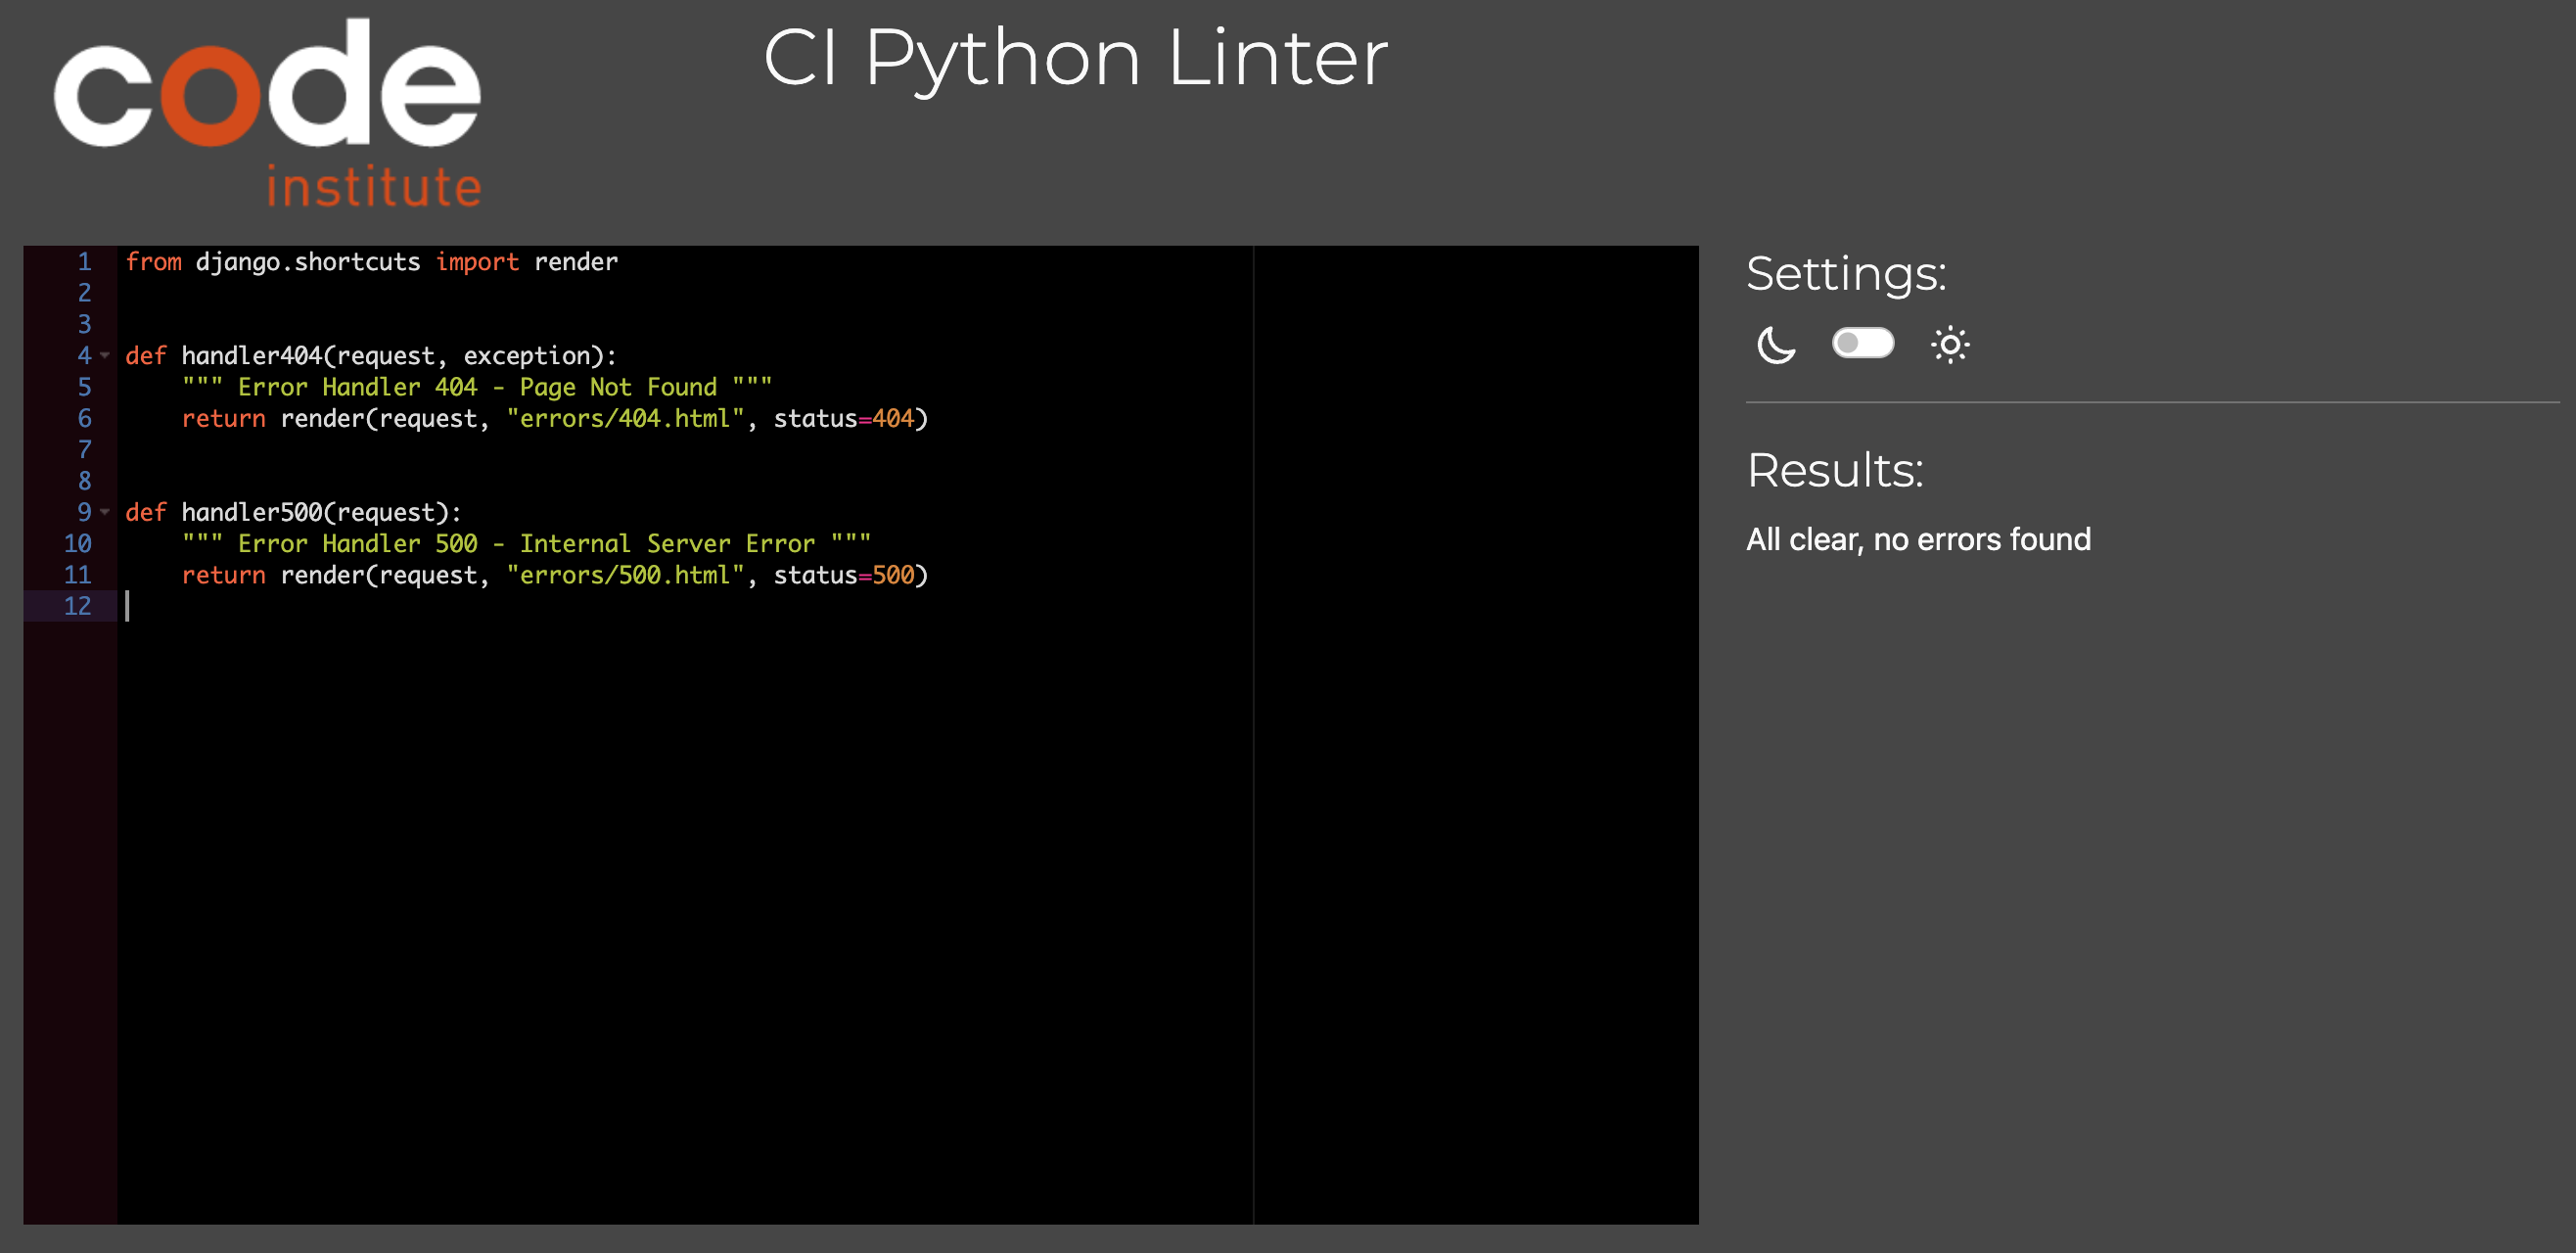 code
institute
CI Python Linter
1 from django.shortcuts import render
2
3
4 def handler404(request, exception):
5     """ Error Handler 404 - Page Not Found """
6     return render(request, "errors/404.html", status=404)
7
8
9 def handler500(request):
10     """ Error Handler 500 - Internal Server Error """
11     return render(request, "errors/500.html", status=500)
12
Settings:
Results:
All clear, no errors found